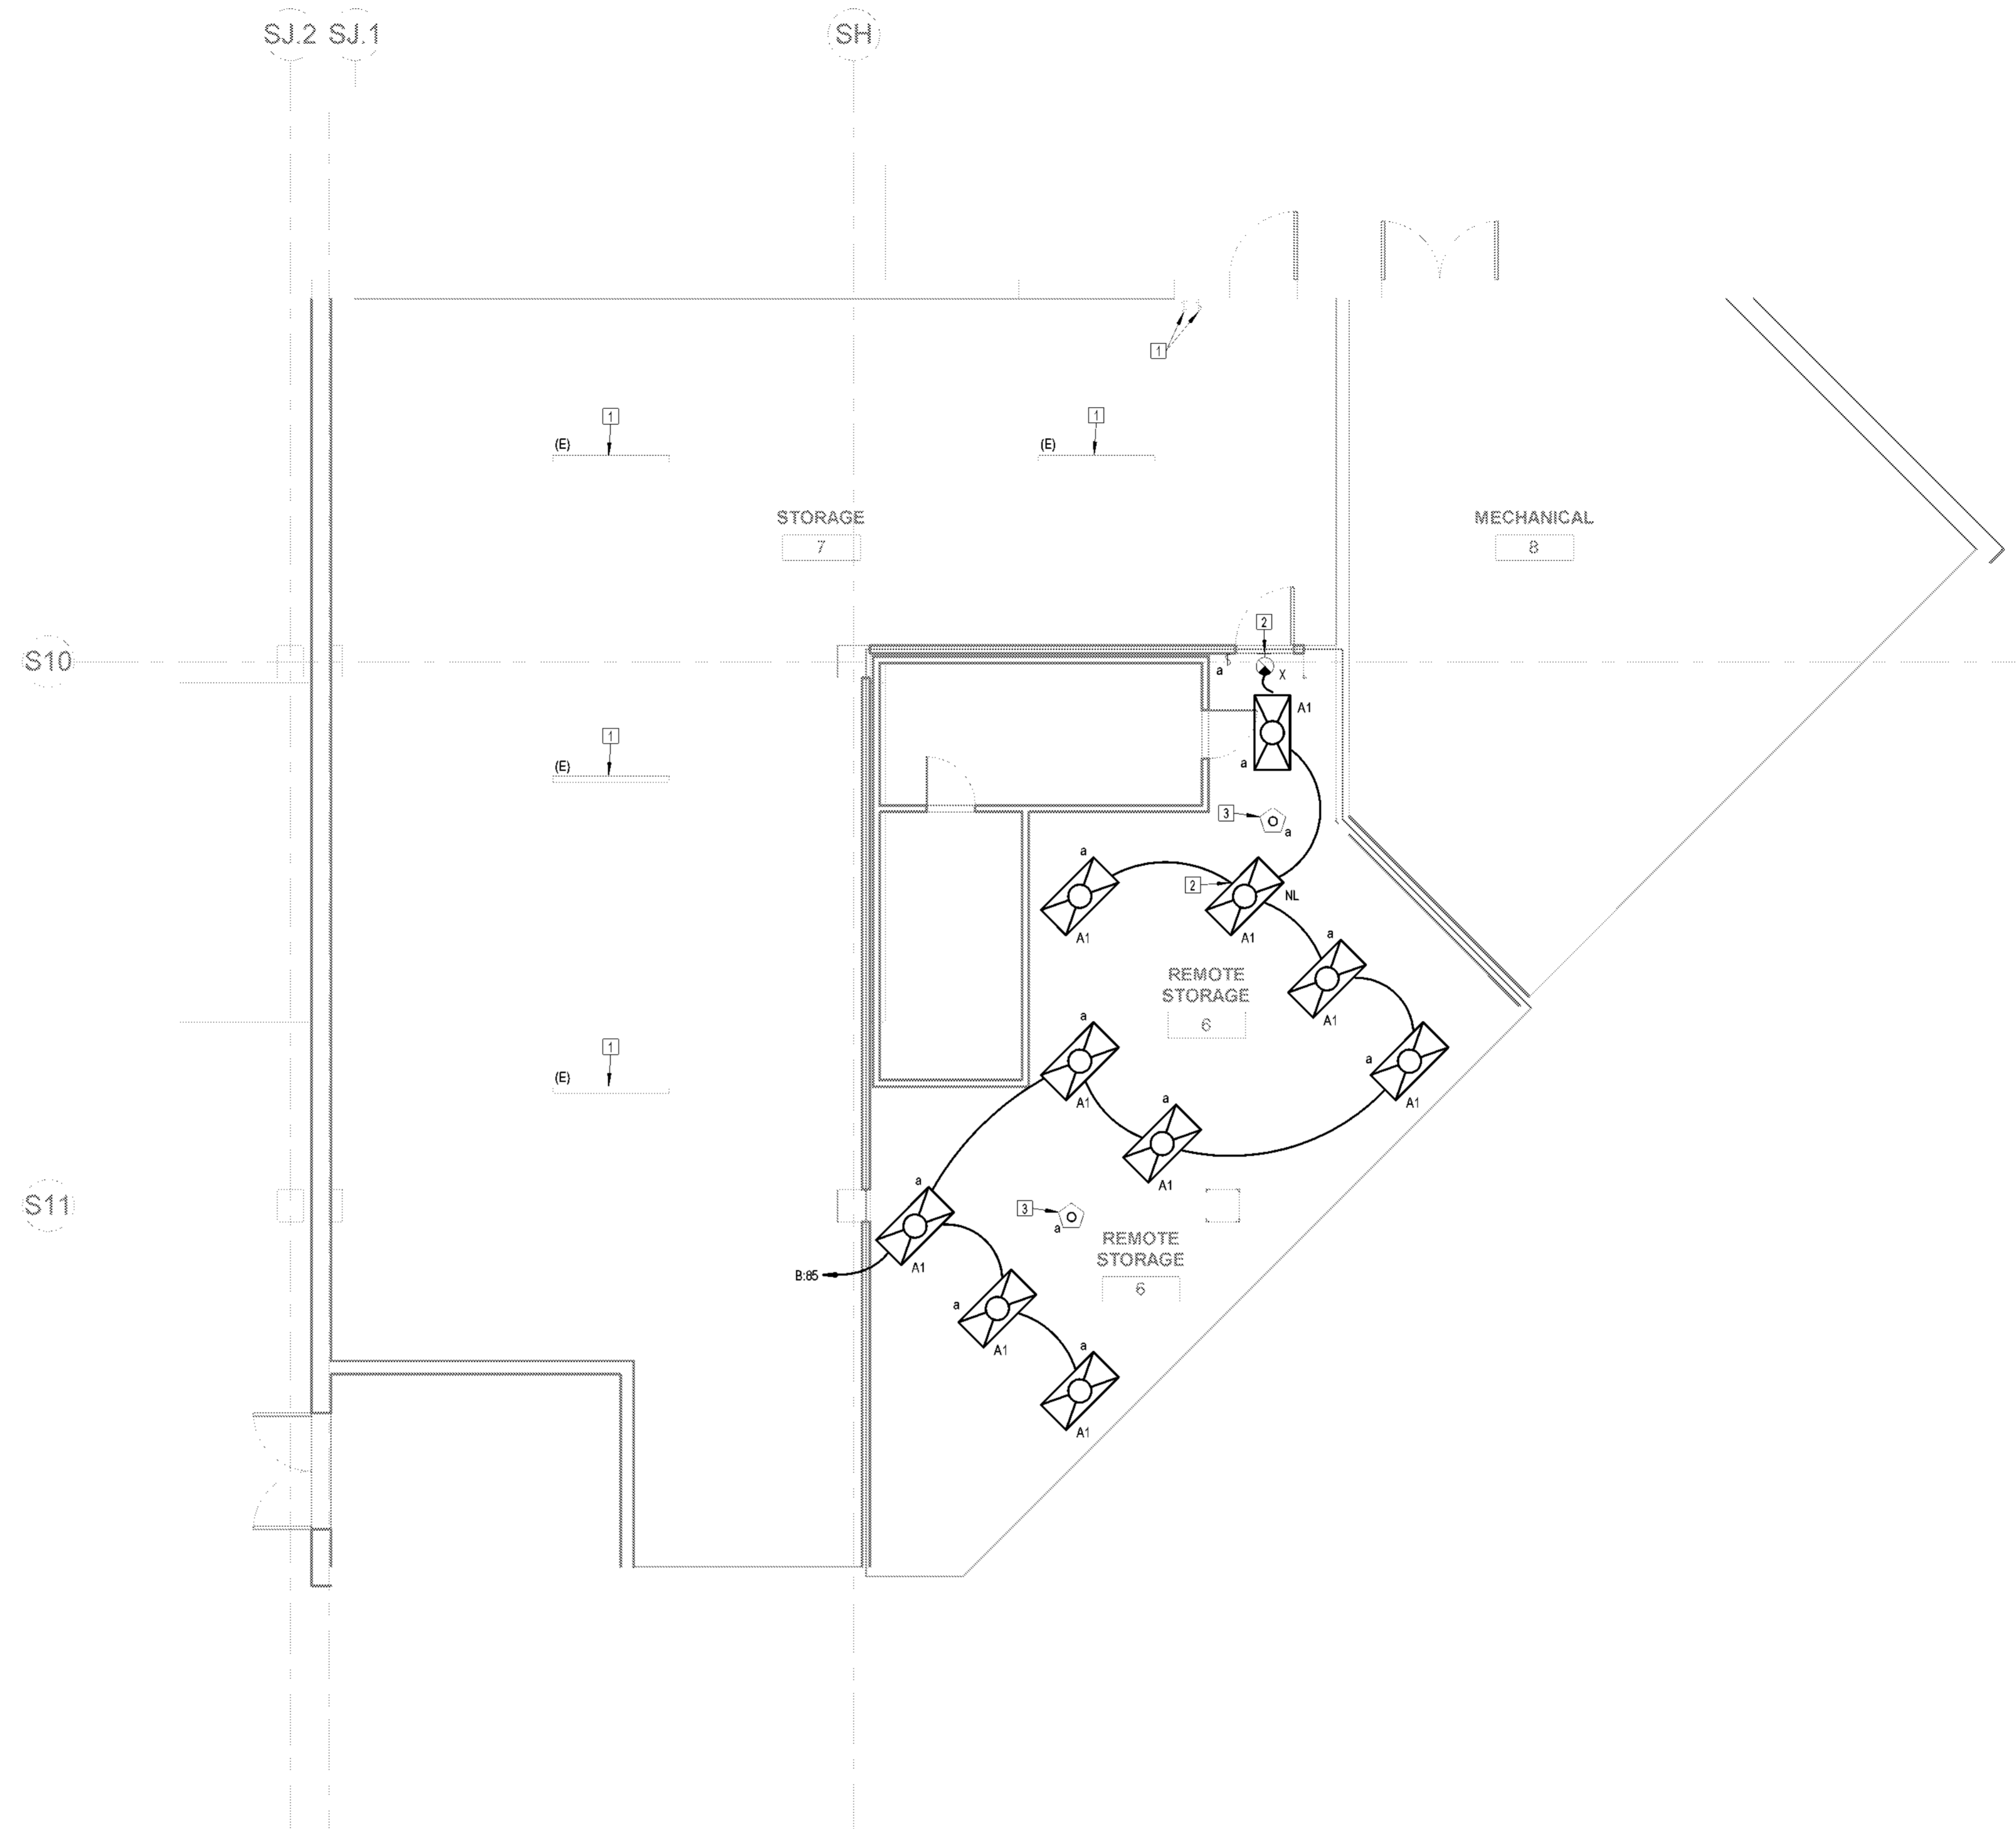 SJ.2 SJ.1 SH
1
1 1
(E) (E)
STORAGE MECHANICAL
7 8
2
S10
a X
A1
1
(E) a
3
a
a
2
NL
A1 A1
a
REMOTE
STORAGE
6
A1
a
1
a
(E)
A1 A1
a
A1
a
S11
3
a
REMOTE
STORAGE
A1
B:85
6
a
A1
a
A1